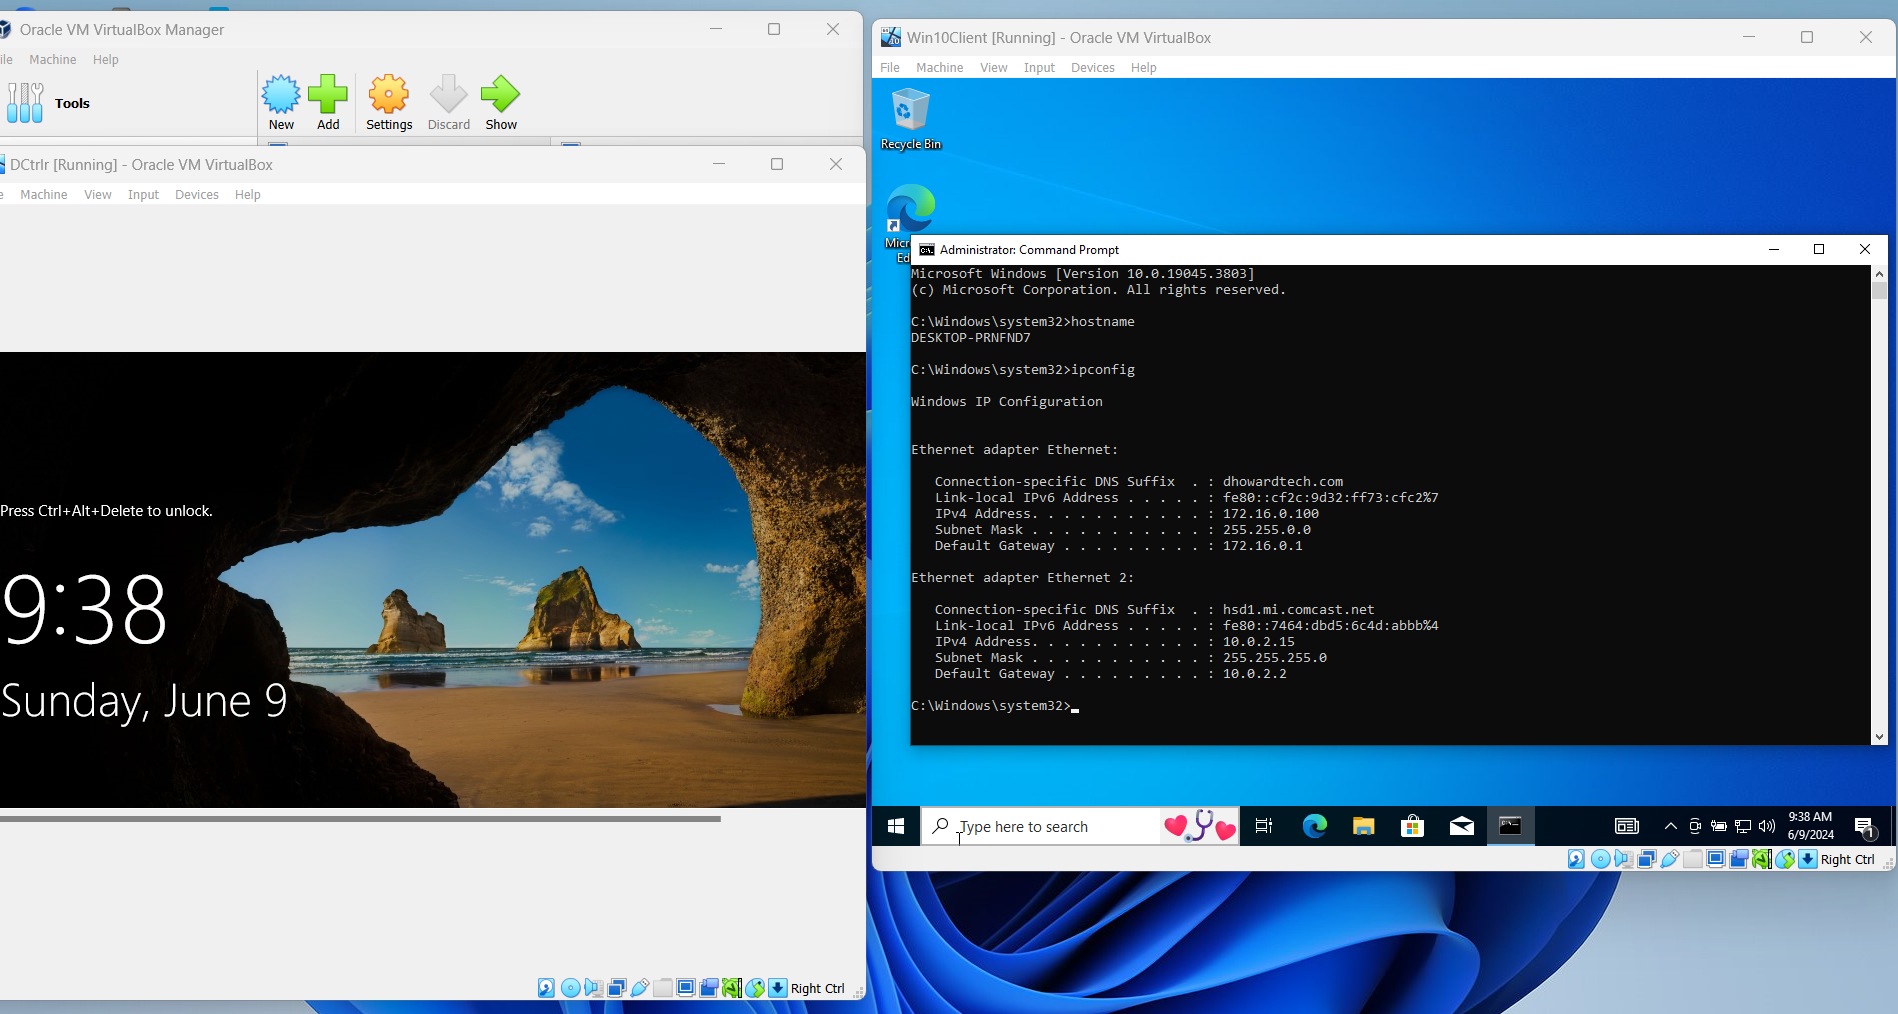 Oracle VM VirtualBox Manager
ile Machine Help
Tools
New Add Settings Discard Show
DCtrlr [Running] - Oracle VM VirtualBox
e Machine View Input Devices Help
Press Ctrl+Alt+Delete to unlock.
9:38
Sunday, June 9
Right Ctrl
Win10Client [Running] - Oracle VM VirtualBox
File Machine View Input Devices Help
Recycle Bin
Micr
Ed
Administrator: Command Prompt
Microsoft Windows [Version 10.0.19045.3803]
(c) Microsoft Corporation. All rights reserved.
C:\Windows\system32>hostname
DESKTOP-PRNFND7
C:\Windows\system32>ipconfig
Windows IP Configuration
Ethernet adapter Ethernet:
Connection-specific DNS Suffix . : dhowardtech.com
Link-local IPv6 Address . . . . . : fe80::cf2c:9d32:ff73:cfc2%7
IPv4 Address. . . . . . . . . . . : 172.16.0.100
Subnet Mask . . . . . . . . . . . : 255.255.0.0
Default Gateway . . . . . . . . . : 172.16.0.1
Ethernet adapter Ethernet 2:
Connection-specific DNS Suffix . : hsd1.mi.comcast.net
Link-local IPv6 Address . . . . . : fe80::7464:dbd5:6c4d:abbb%4
IPv4 Address. . . . . . . . . . . : 10.0.2.15
Subnet Mask . . . . . . . . . . . : 255.255.255.0
Default Gateway . . . . . . . . . : 10.0.2.2
C:\Windows\system32>
Type here to search
9:38 AM
6/9/2024
1
Right Ctrl